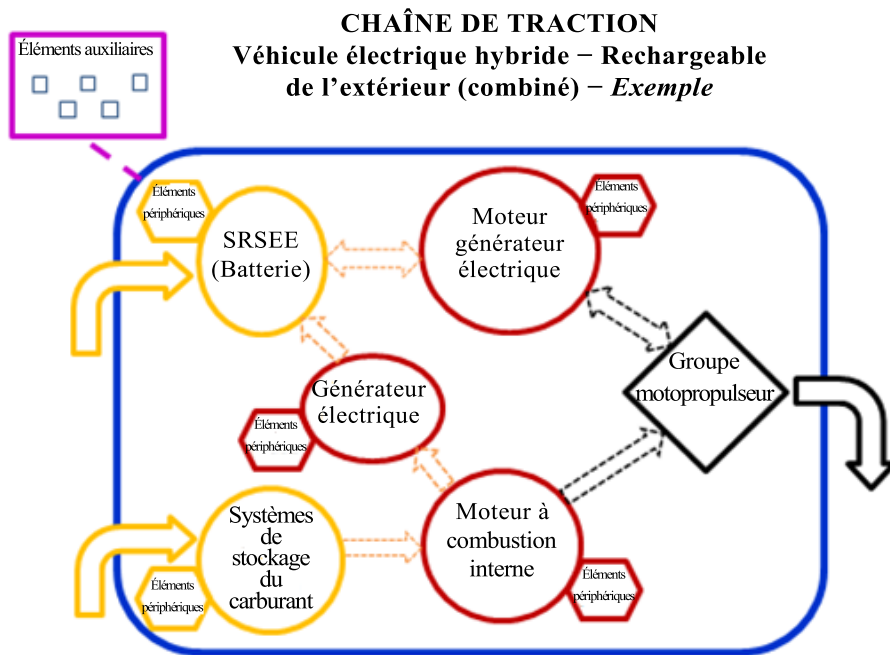 CHAÎNE DE TRACTION
Véhicule électrique hybride – Rechargeable
de l’extérieur (combiné) – Exemple
Éléments auxiliaires
Éléments
périphériques
SRSEE
(Batterie)
Moteur
générateur
électrique
Éléments
périphériques
Groupe
motopropulseur
Générateur
électrique
Éléments
périphériques
Systèmes
de
stockage
du
carburant
Éléments
périphériques
Moteur à
combustion
interne
Éléments
périphériques